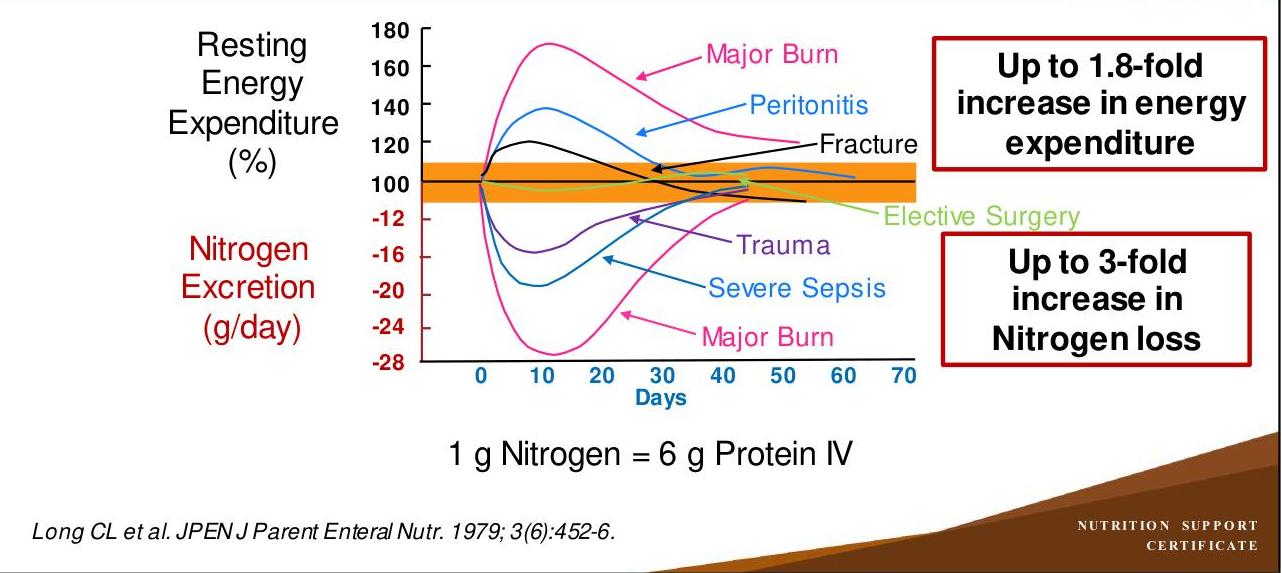 Resting
Energy
Expenditure
(%)
Nitrogen
Excretion
(g/day)
180
160
140
120
100
-12
-16
-20
-24
-28
Major Burn
Peritonitis
Fracture
Elective Surgery
Trauma
Severe Sepsis
Major Burn
0 10 20 30 40 50 60 70
Days
Up to 1.8-fold
increase in energy
expenditure
Up to 3-fold
increase in
Nitrogen loss
1 g Nitrogen = 6 g Protein IV
Long CL et al. JPEN J Parent Enteral Nutr. 1979; 3(6):452-6.
NUTRITION SUPPORT
CERTIFICATE